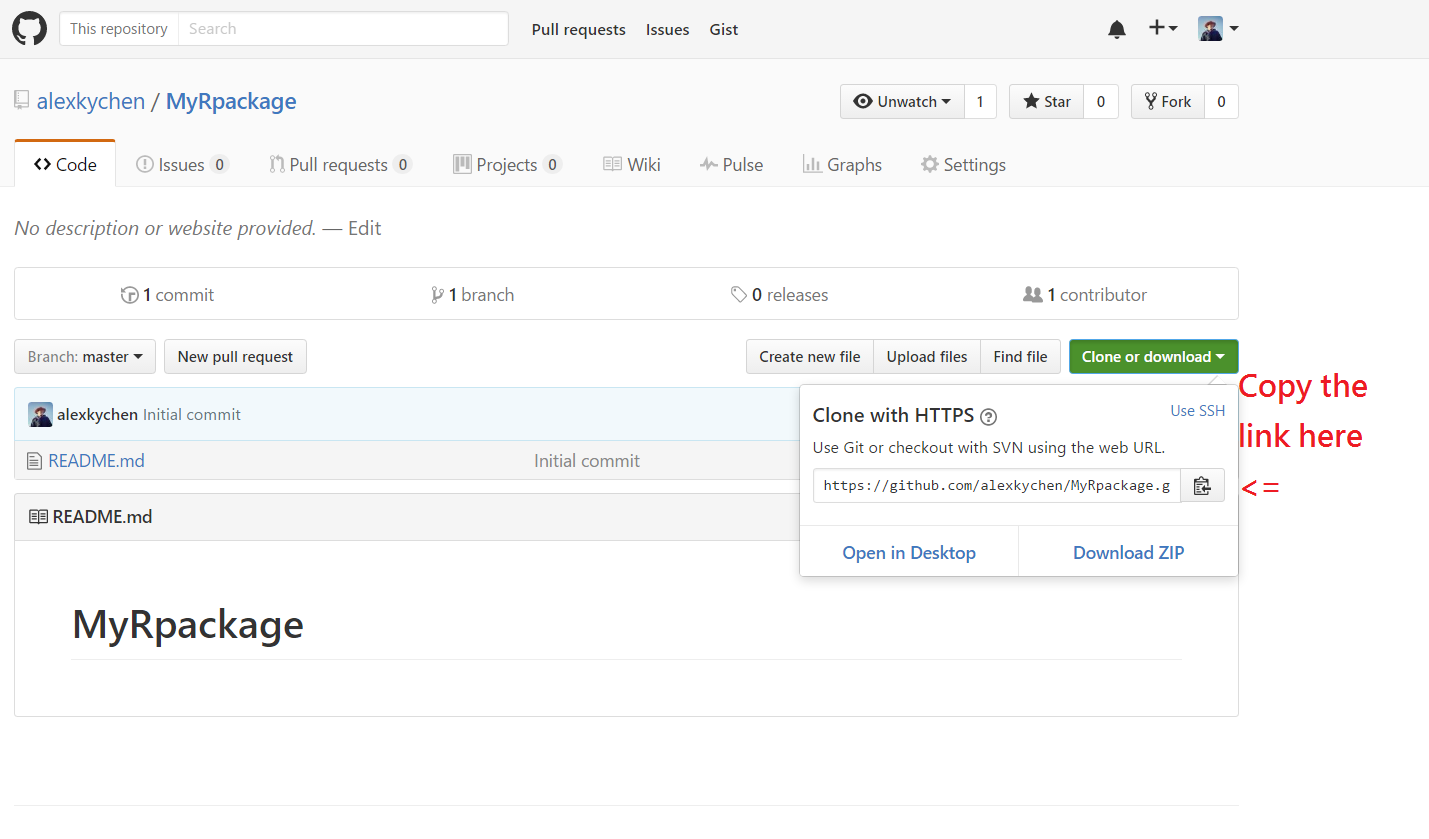 This repository Search Pull requests Issues Gist
alexkychen / MyRpackage Unwatch 1 Star 0 Fork 0
Code Issues 0 Pull requests 0 Projects 0 Wiki Pulse Graphs Settings
No description or website provided. — Edit
1 commit 1 branch 0 releases 1 contributor
Branch: master New pull request Create new file Upload files Find file Clone or download
Copy the
link here
<=
alexkychen Initial commit
README.md Initial commit
Clone with HTTPS ? Use SSH
Use Git or checkout with SVN using the web URL.
https://github.com/alexkychen/MyRpackage.g
Open in Desktop Download ZIP
README.md
MyRpackage